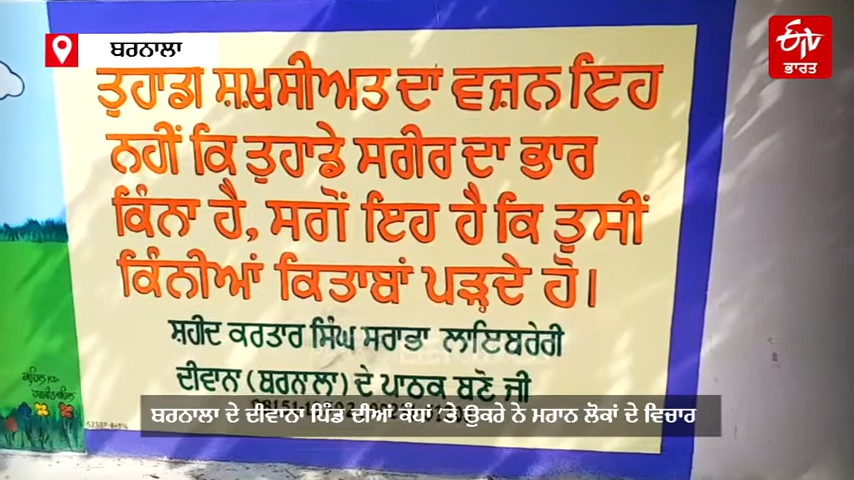 ਬਰਨਾਲਾ
ETV
ਭਾਰਤ
ਤੁਹਾਡੀ ਸ਼ਖ਼ਸੀਅਤ ਦਾ ਵਜ਼ਨ ਇਹ
ਨਹੀਂ ਕਿ ਤੁਹਾਡੇ ਸਰੀਰ ਦਾ ਭਾਰ
ਕਿੰਨਾ ਹੈ, ਸਗੋਂ ਇਹ ਹੈ ਕਿ ਤੁਸੀਂ
ਕਿੰਨੀਆਂ ਕਿਤਾਬਾਂ ਪੜ੍ਹਦੇ ਹੋ।
ਸ਼ਹੀਦ ਕਰਤਾਰ ਸਿੰਘ ਸਰਾਭਾ ਲਾਇਬਰੇਰੀ
ਦੀਵਾਨਾ (ਬਰਨਾਲਾ) ਦੇ ਪਾਠਕ ਬਣੋ ਜੀ
ਬਰਨਾਲਾ ਦੇ ਦੀਵਾਨਾ ਪਿੰਡ ਦੀਆਂ ਕੰਧਾਂ 'ਤੇ ਉਕਰੇ ਨੇ ਮਹਾਨ ਲੋਕਾਂ ਦੇ ਵਿਚਾਰ